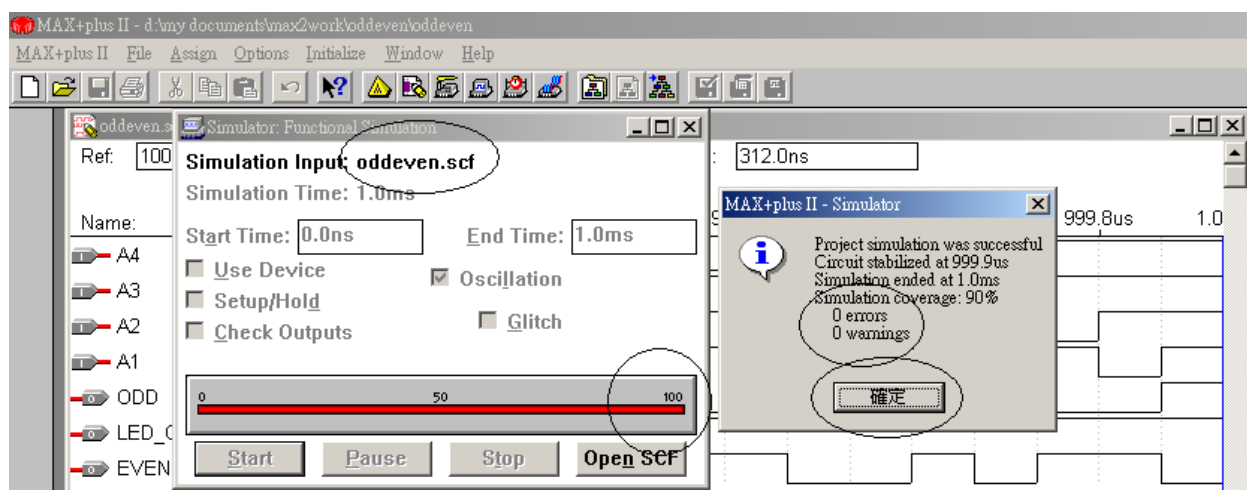 MAX+plus II - d:\my documents\max2work\oddeven\oddeven
MAX+plus II File Assign Options Initialize Window Help
oddeven.s
Simulator: Functional Simulation
Ref: 100
: 312.0ns
Simulation Input: oddeven.scf
Simulation Time: 1.0ms
Name:
999.8us 1.0
Start Time: 0.0ns End Time: 1.0ms
Use Device
Oscillation
Setup/Hold
Glitch
Check Outputs
A4
A3
A2
A1
ODD
LED_
EVEN
0 50 100
Start Pause Stop Open SCF
MAX+plus II - Simulator
Project simulation was successful
Circuit stabilized at 999.9us
Simulation ended at 1.0ms
Simulation coverage: 90%
0 errors
0 warnings
確定